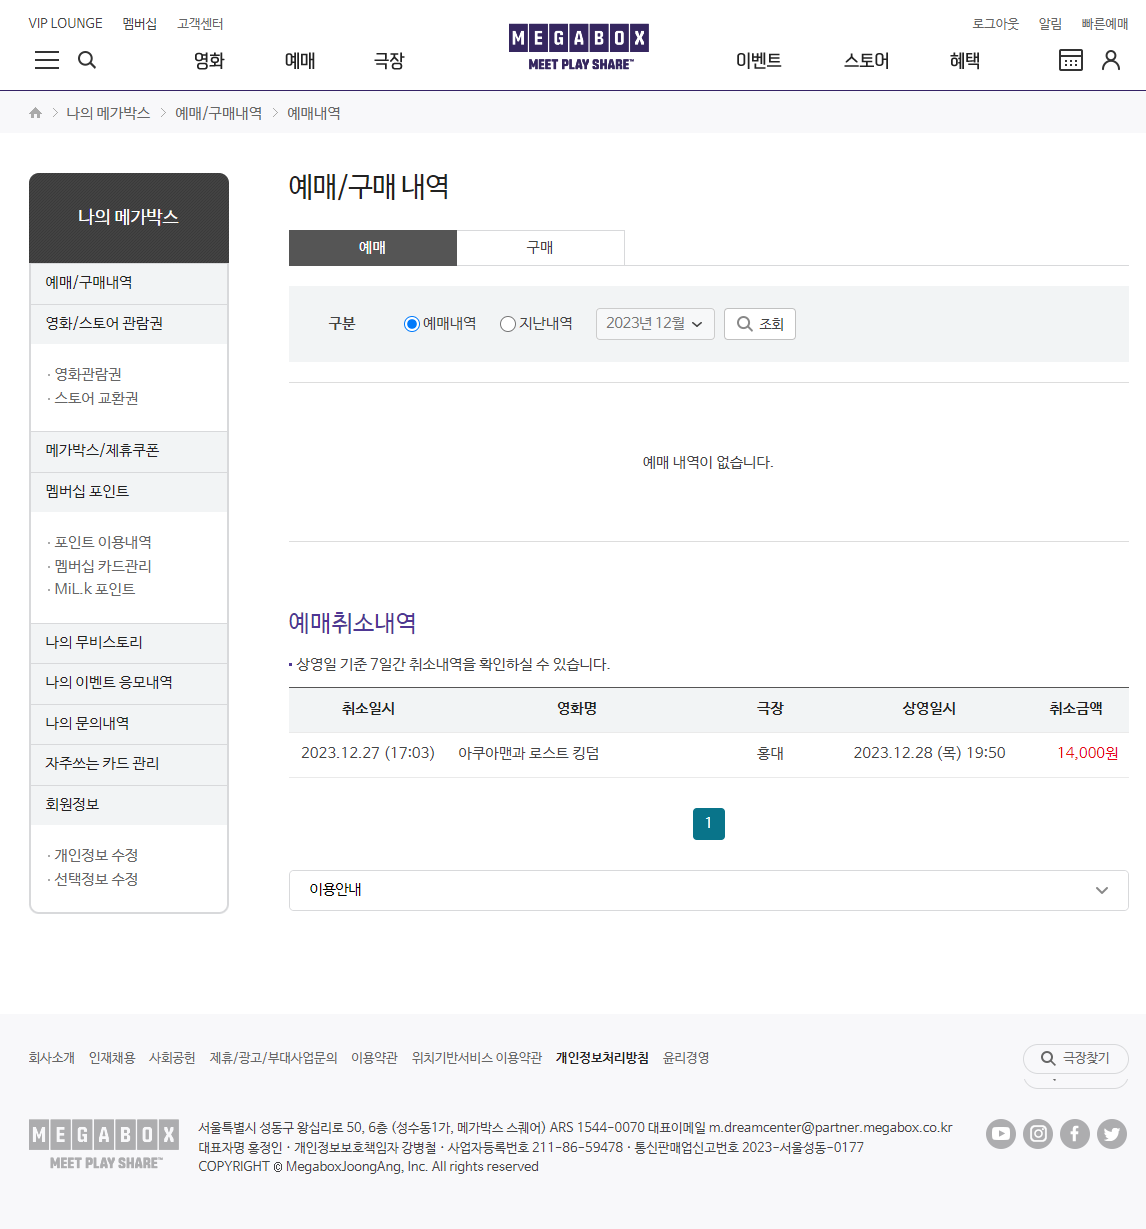 VIP LOUNGE 멤버십 고객센터
로그아웃 알림 빠른예매
영화 예매 극장
MEGABOX
MEET PLAY SHARE™
이벤트 스토어 혜택
나의 메가박스 > 예매/구매내역 > 예매내역
나의 메가박스
예매/구매내역
영화/스토어 관람권
· 영화관람권
· 스토어 교환권
메가박스/제휴쿠폰
멤버십 포인트
· 포인트 이용내역
· 멤버십 카드관리
· MiL.k 포인트
나의 무비스토리
나의 이벤트 응모내역
나의 문의내역
자주쓰는 카드 관리
회원정보
· 개인정보 수정
· 선택정보 수정
예매/구매 내역
예매 구매
구분 예매내역 지난내역 2023년 12월 조회
예매 내역이 없습니다.
예매취소내역
상영일 기준 7일간 취소내역을 확인하실 수 있습니다.
취소일시 영화명 극장 상영일시 취소금액
2023.12.27 (17:03) 아쿠아맨과 로스트 킹덤 홍대 2023.12.28 (목) 19:50 14,000원
1
이용안내
회사소개 인재채용 사회공헌 제휴/광고/부대사업문의 이용약관 위치기반서비스 이용약관 개인정보처리방침 윤리경영
극장찾기
MEGABOX
MEET PLAY SHARE™
서울특별시 성동구 왕십리로 50, 6층 (성수동1가, 메가박스 스퀘어) ARS 1544-0070 대표이메일 m.dreamcenter@partner.megabox.co.kr
대표자명 홍정인 · 개인정보보호책임자 강병철 · 사업자등록번호 211-86-59478 · 통신판매업신고번호 2023-서울성동-0177
COPYRIGHT © MegaboxJoongAng, Inc. All rights reserved